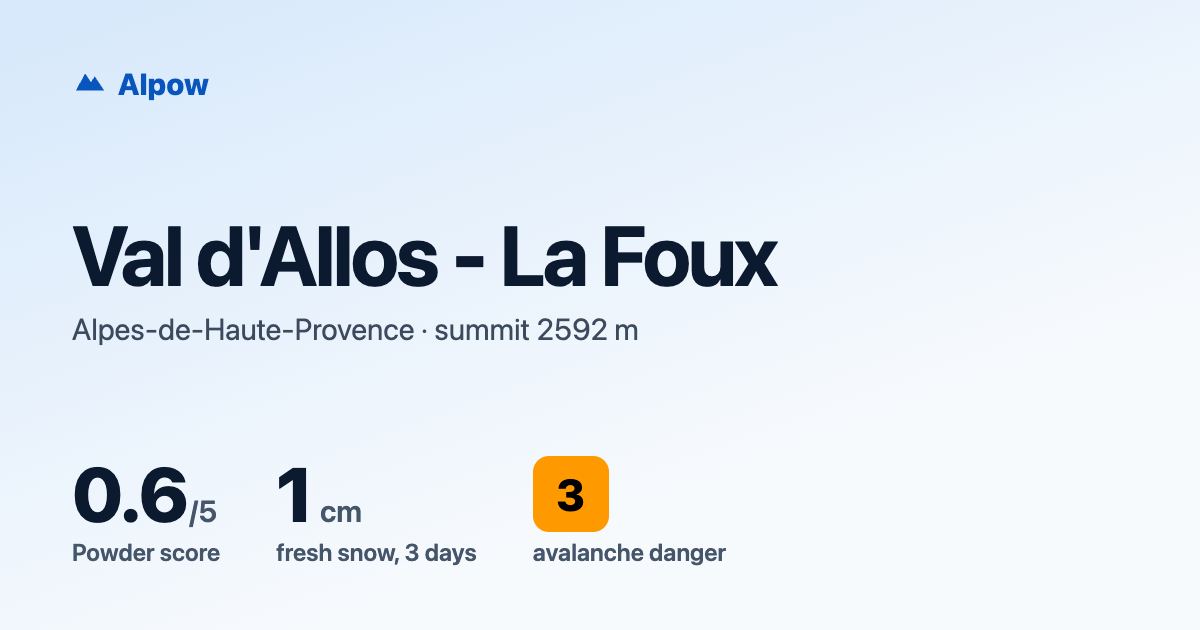 Alpow
Val d'Allos - La Foux
Alpes-de-Haute-Provence · summit 2592 m
0.6/5 1 cm 3
Powder score fresh snow, 3 days avalanche danger